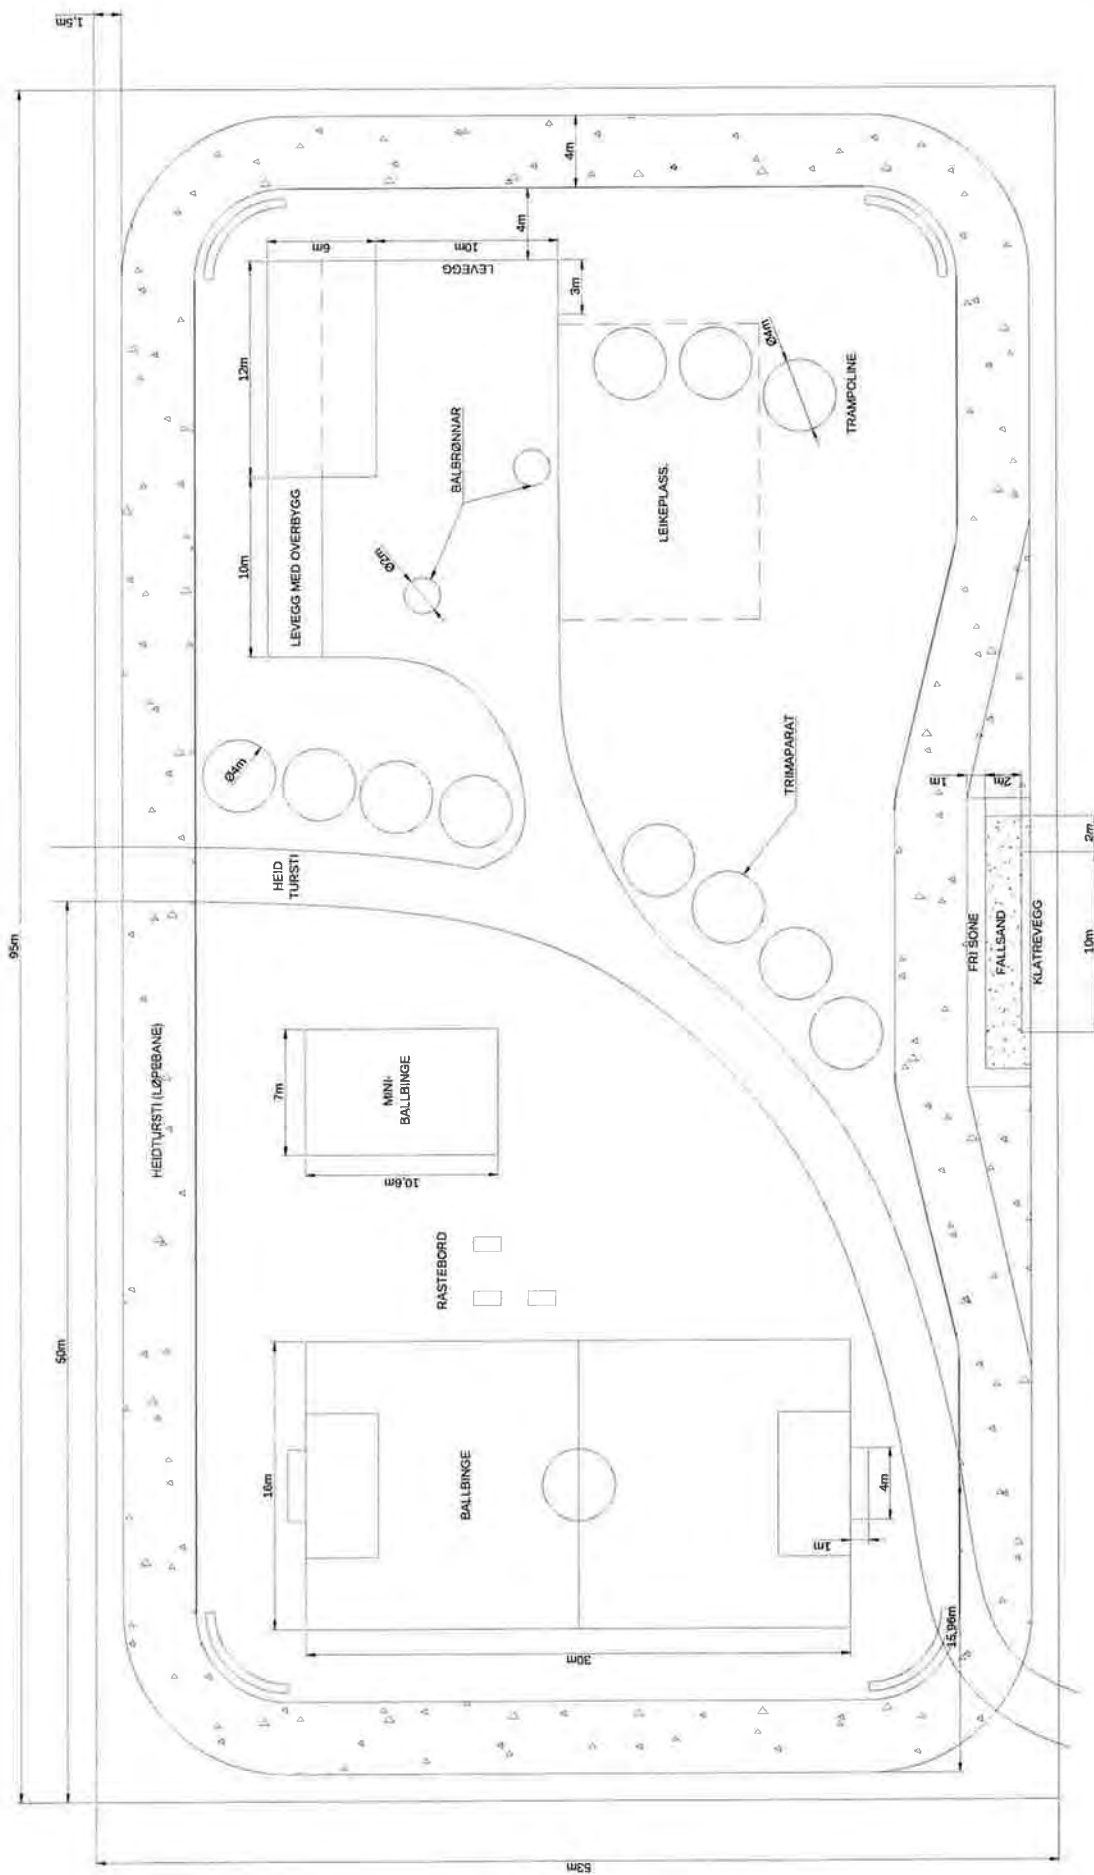 1,5m
95m
50m
53m
4m
4m
6m
10m
LEVEGG
3m
12m
10m
LEVEGG MED OVERBYGG
BALBRØNNAR
Ø2m
Ø4m
TRAMPOLINE
LEIKEPLASS.
Ø4m
HEID
TURSTI
TRIMAPARAT
1m
2m
2m
FRI SONE
FALLSAND
KLATREVEGG
10m
HEIDTURSTI (LØPEBANE)
7m
MINI-
BALLBINGE
10,6m
RASTEBORD
16m
BALLBINGE
4m
1m
30m
15,96m